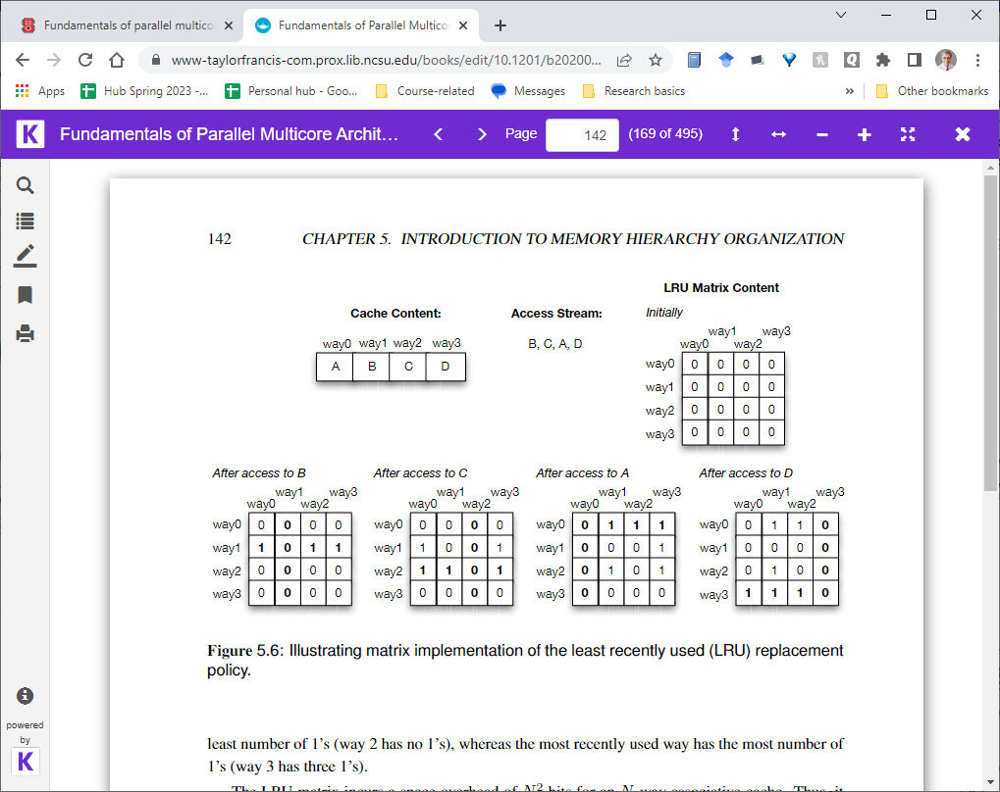 Fundamentals of parallel multico
Fundamentals of Parallel Multico
www-taylorfrancis-com.prox.lib.ncsu.edu/books/edit/10.1201/b20200...
Apps
Hub Spring 2023 -...
Personal hub - Goo...
Course-related
Messages
Research basics
»
Other bookmarks
K Fundamentals of Parallel Multicore Archit... Page 142 (169 of 495)
142 CHAPTER 5. INTRODUCTION TO MEMORY HIERARCHY ORGANIZATION
LRU Matrix Content
Cache Content: Access Stream: Initially
way0 way1 way2 way3
A B C D
B, C, A, D
way1 way3
way0 way2
way0 0 0 0 0
way1 0 0 0 0
way2 0 0 0 0
way3 0 0 0 0
After access to B
way1 way3
way0 way2
way0 0 0 0 0
way1 1 0 1 1
way2 0 0 0 0
way3 0 0 0 0
After access to C
way1 way3
way0 way2
way0 0 0 0 0
way1 1 0 0 1
way2 1 1 0 1
way3 0 0 0 0
After access to A
way1 way3
way0 way2
way0 0 1 1 1
way1 0 0 0 1
way2 0 1 0 1
way3 0 0 0 0
After access to D
way1 way3
way0 way2
way0 0 1 1 0
way1 0 0 0 0
way2 0 1 0 0
way3 1 1 1 0
Figure 5.6: Illustrating matrix implementation of the least recently used (LRU) replacement
policy.
least number of 1's (way 2 has no 1's), whereas the most recently used way has the most number of
1's (way 3 has three 1's).
The LRU matrix incurs a space overhead of N² bits for an N-way associative cache. Thus, it
powered
by
K